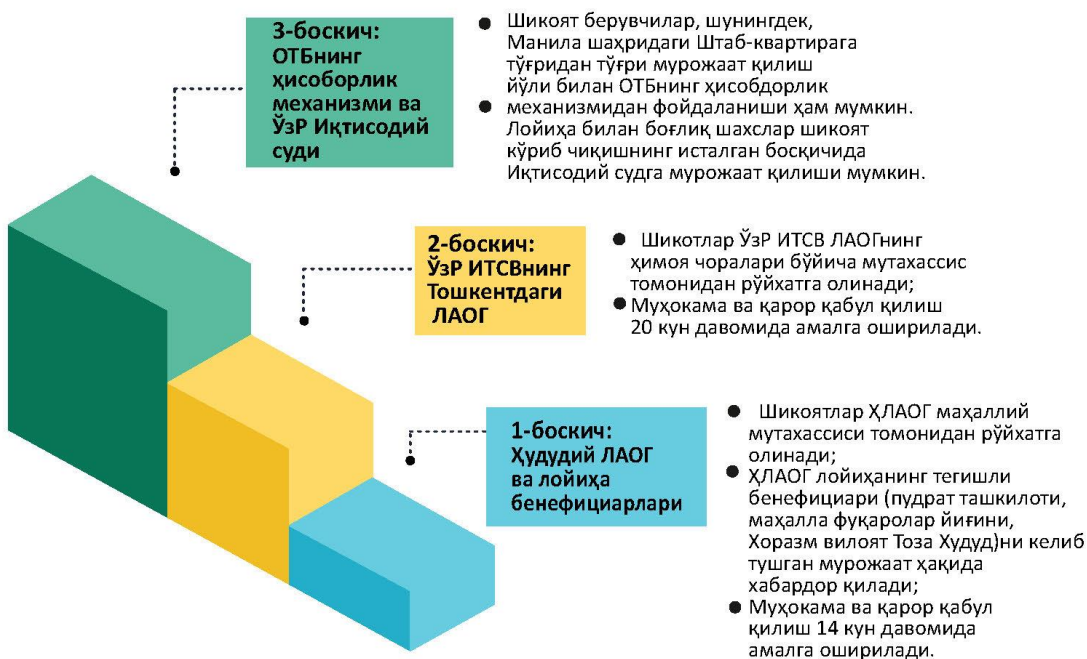 3-боскич:
ОТБнинг
ҳисоборлик
механизми ва
ЎзР Иқтисодий
суди
Шикоят берувчилар, шунингдек,
Манила шаҳридаги Штаб-квартирага
тўғридан тўғри мурожаат қилиш
йўли билан ОТБнинг ҳисобдорлик
механизмидан фойдаланиши ҳам мумкин.
Лойиҳа билан боғлиқ шахслар шикоят
кўриб чиқишнинг исталган босқичида
Иқтисодий судга мурожаат қилиши мумкин.
2-боскич:
ЎзР ИТСВнинг
Тошкентдаги
ЛАОГ
Шикотлар ЎзР ИТСВ ЛАОГнинг
ҳимоя чоралари бўйича мутахассис
томонидан рўйхатга олинади;
Муҳокама ва қарор қабул қилиш
20 кун давомида амалга оширилади.
1-боскич:
Ҳудудий ЛАОГ
ва лойиҳа
бенефициарлари
Шикоятлар ҲЛАОГ маҳаллий
мутахассиси томонидан рўйхатга
олинади;
ҲЛАОГ лойиҳанинг тегишли
бенефициари (пудрат ташкилоти,
маҳалла фуқаролар йиғини,
Хоразм вилоят Тоза Худуд)ни келиб
тушган мурожаат ҳақида
хабардор қилади;
Муҳокама ва қарор қабул
қилиш 14 кун давомида
амалга оширилади.